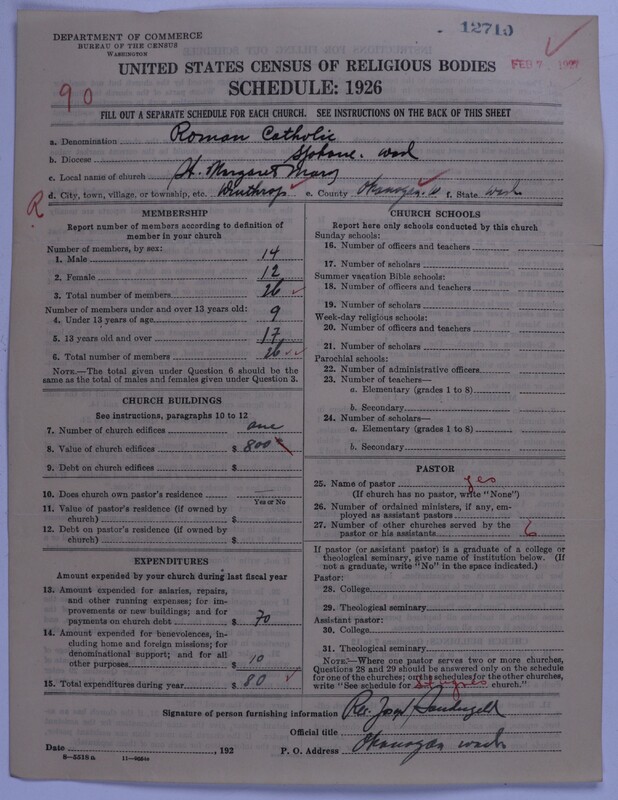 DEPARTMENT OF COMMERCE
BUREAU OF THE CENSUS
WASHINGTON
12710
FEB 7 1927
UNITED STATES CENSUS OF RELIGIOUS BODIES
SCHEDULE: 1926
90
FILL OUT A SEPARATE SCHEDULE FOR EACH CHURCH. SEE INSTRUCTIONS ON THE BACK OF THIS SHEET
a. Denomination Roman Catholic
b. Diocese Spokane. Wash
c. Local name of church St. Margaret Mary
d. City, town, village, or township, etc. Winthrop e. County Okanogan f. State Wash
R
MEMBERSHIP
Report number of members according to definition of
member in your church
Number of members, by sex:
1. Male 14
2. Female 12
3. Total number of members 26
Number of members under and over 13 years old:
4. Under 13 years of age 9
5. 13 years old and over 17
6. Total number of members 26
NOTE.—The total given under Question 6 should be the
same as the total of males and females given under Question 3.
CHURCH BUILDINGS
See instructions, paragraphs 10 to 12
7. Number of church edifices one
8. Value of church edifices $ 800
9. Debt on church edifices $
10. Does church own pastor's residence
Yes or No
11. Value of pastor's residence (if owned by
church) $
12. Debt on pastor's residence (if owned by
church) $
EXPENDITURES
Amount expended by your church during last fiscal year
13. Amount expended for salaries, repairs,
and other running expenses; for im-
provements or new buildings; and for
payments on church debt $ 70
14. Amount expended for benevolences, in-
cluding home and foreign missions; for
denominational support; and for all
other purposes 10
15. Total expenditures during year $ 80
CHURCH SCHOOLS
Report here only schools conducted by this church
Sunday schools:
16. Number of officers and teachers
17. Number of scholars
Summer vacation Bible schools:
18. Number of officers and teachers
19. Number of scholars
Week-day religious schools:
20. Number of officers and teachers
21. Number of scholars
Parochial schools:
22. Number of administrative officers
23. Number of teachers—
a. Elementary (grades 1 to 8)
b. Secondary
24. Number of scholars—
a. Elementary (grades 1 to 8)
b. Secondary
PASTOR
25. Name of pastor yes
(If church has no pastor, write "None")
26. Number of ordained ministers, if any, em-
ployed as assistant pastors
27. Number of other churches served by the
pastor or his assistants 6
If pastor (or assistant pastor) is a graduate of a college or
theological seminary, give name of institution below. (If
not a graduate, write "No" in the space indicated.)
Pastor:
28. College
29. Theological seminary
Assistant pastor:
30. College
31. Theological seminary
NOTE.—Where one pastor serves two or more churches,
Questions 28 and 29 should be answered only on the schedule
for one of the churches; on the schedules for the other churches,
write "See schedule for St Agnes church."
Signature of person furnishing information Rev. Jos
Official title
Date , 192 P. O. Address Okanogan Wash
8—5518a